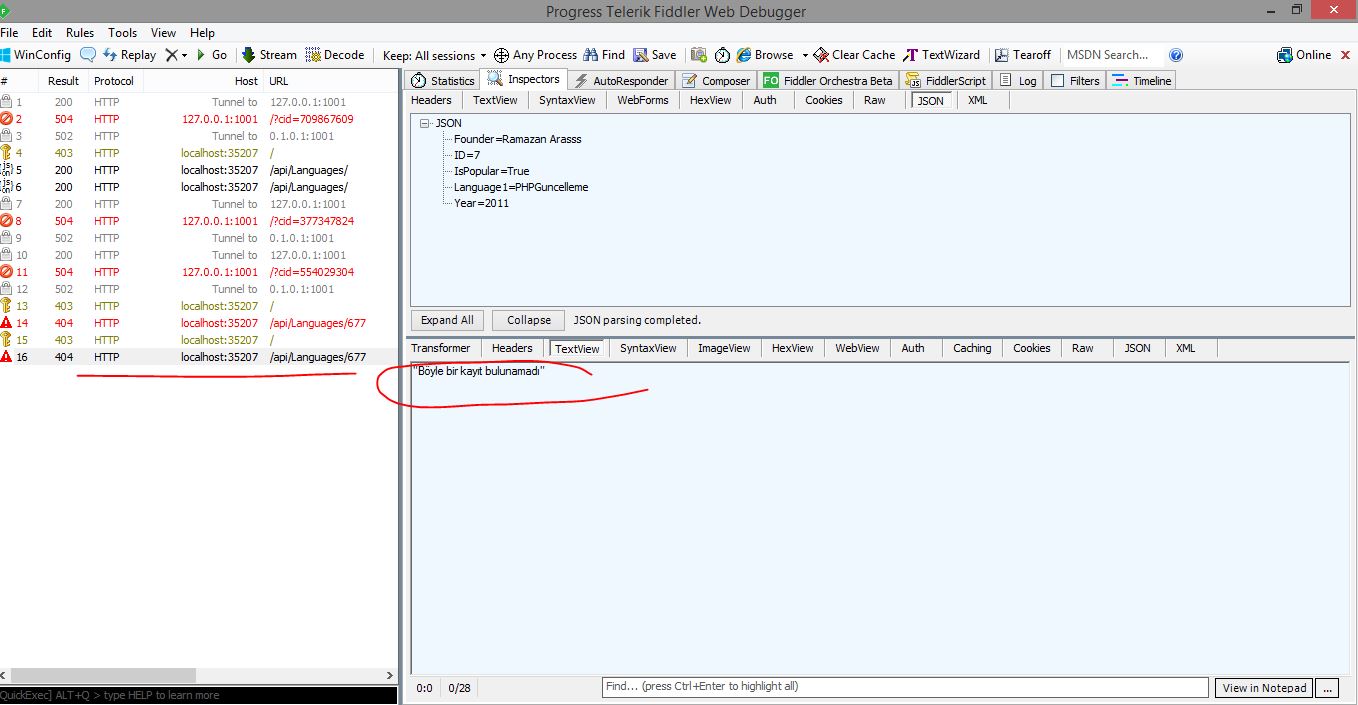 Progress Telerik Fiddler Web Debugger
File Edit Rules Tools View Help
WinConfig Replay Go Stream Decode Keep: All sessions Any Process Find Save Browse Clear Cache TextWizard Tearoff MSDN Search... Online
# Result Protocol Host URL
1 200 HTTP Tunnel to 127.0.0.1:1001
2 504 HTTP 127.0.0.1:1001 /?cid=709867609
3 502 HTTP Tunnel to 0.1.0.1:1001
4 403 HTTP localhost:35207 /
5 200 HTTP localhost:35207 /api/Languages/
6 200 HTTP localhost:35207 /api/Languages/
7 200 HTTP Tunnel to 127.0.0.1:1001
8 504 HTTP 127.0.0.1:1001 /?cid=377347824
9 502 HTTP Tunnel to 0.1.0.1:1001
10 200 HTTP Tunnel to 127.0.0.1:1001
11 504 HTTP 127.0.0.1:1001 /?cid=554029304
12 502 HTTP Tunnel to 0.1.0.1:1001
13 403 HTTP localhost:35207 /
14 404 HTTP localhost:35207 /api/Languages/677
15 403 HTTP localhost:35207 /
16 404 HTTP localhost:35207 /api/Languages/677
QuickExec] ALT+Q > type HELP to learn more
Statistics Inspectors AutoResponder Composer FO Fiddler Orchestra Beta FiddlerScript Log Filters Timeline
Headers TextView SyntaxView WebForms HexView Auth Cookies Raw JSON XML
JSON
Founder=Ramazan Arasss
ID=7
IsPopular=True
Language1=PHPGuncelleme
Year=2011
Expand All Collapse JSON parsing completed.
Transformer Headers TextView SyntaxView ImageView HexView WebView Auth Caching Cookies Raw JSON XML
"Böyle bir kayıt bulunamadı"
0:0 0/28 Find... (press Ctrl+Enter to highlight all) View in Notepad ...